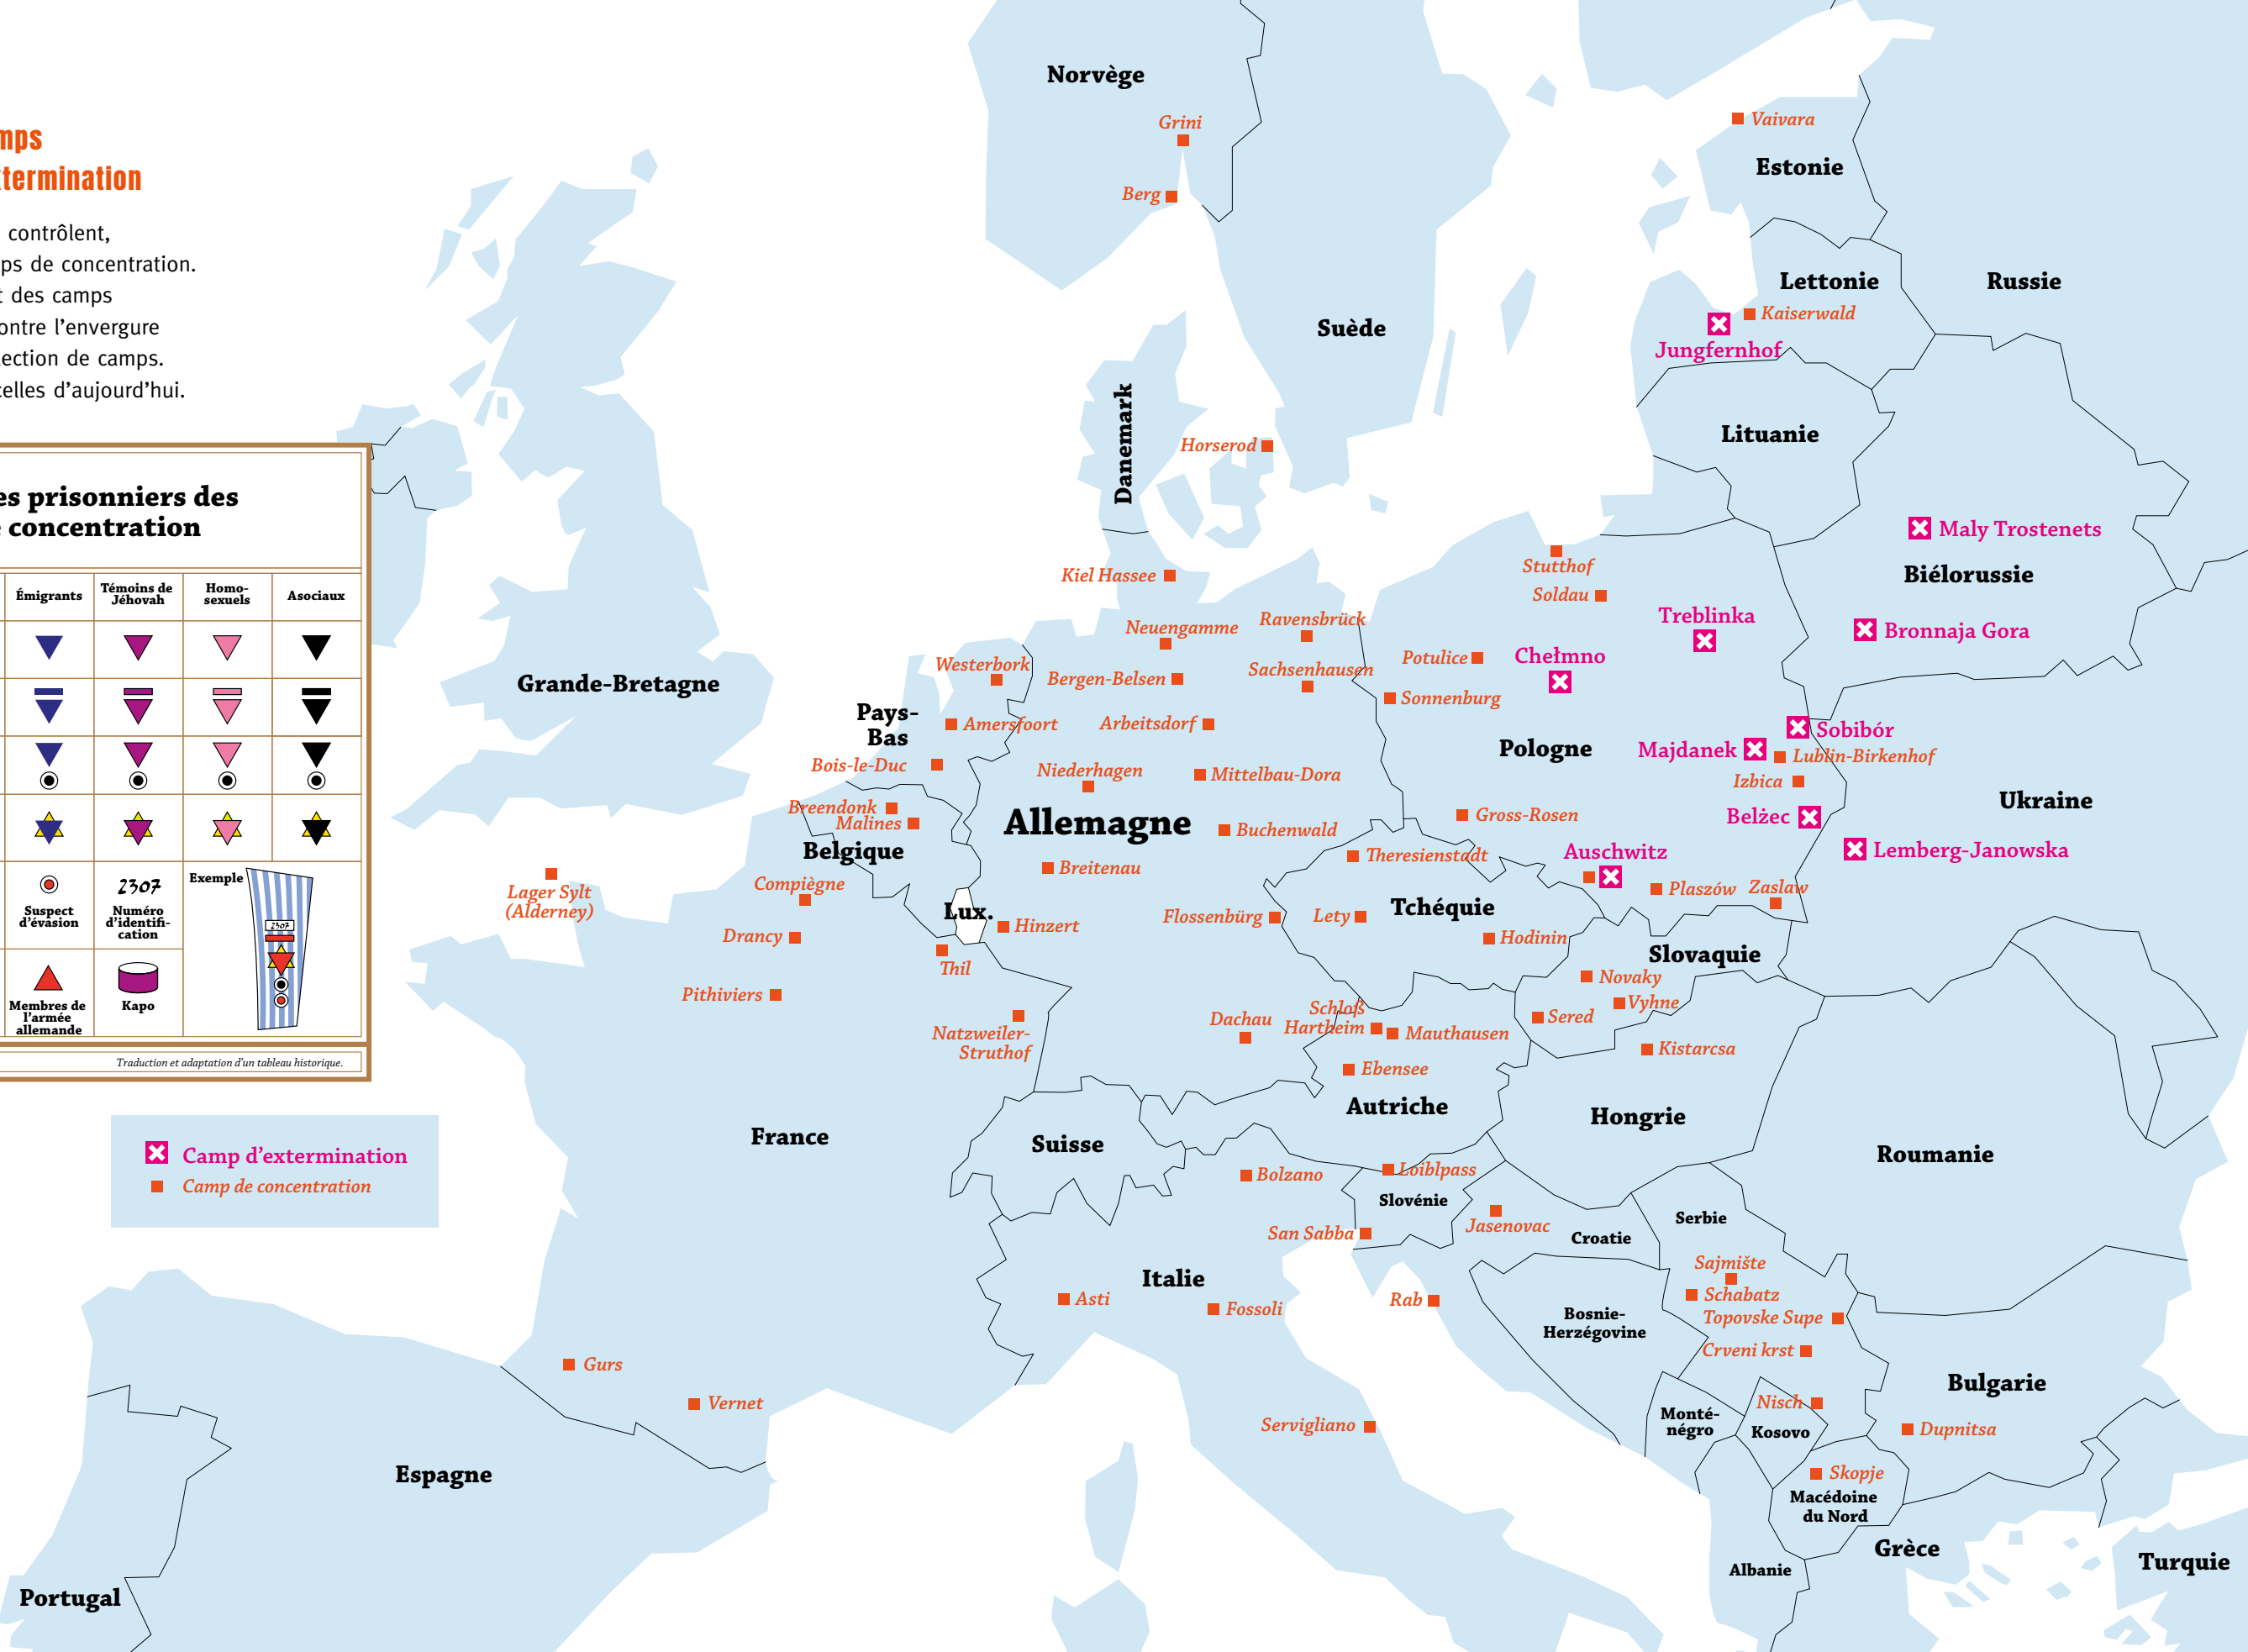 mps
termination
contrôlent,
ps de concentration.
t des camps
ontre l'envergure
ection de camps.
celles d'aujourd'hui.
es prisonniers des
e concentration
Émigrants
Témoins de
Jéhovah
Homo-
sexuels
Asociaux
Suspect
d'évasion
2307
Numéro
d'identifi-
cation
Exemple
2307
Membres de
l'armée
allemande
Kapo
Traduction et adaptation d'un tableau historique.
Camp d'extermination
Camp de concentration
Norvège
Grini
Berg
Suède
Vaivara
Estonie
Lettonie
Kaiserwald
Jungfernhof
Russie
Lituanie
Danemark
Horserod
Maly Trostenets
Biélorussie
Bronnaja Gora
Kiel Hassee
Stutthof
Soldau
Treblinka
Neuengamme
Ravensbrück
Westerbork
Bergen-Belsen
Sachsenhausen
Potulice
Chełmno
Sonnenburg
Grande-Bretagne
Pays-
Bas
Amersfoort
Arbeitsdorf
Pologne
Sobibór
Majdanek
Lublin-Birkenhof
Izbica
Bois-le-Duc
Niederhagen
Mittelbau-Dora
Ukraine
Breendonk
Malines
Allemagne
Buchenwald
Gross-Rosen
Belżec
Belgique
Breitenau
Theresienstadt
Auschwitz
Lemberg-Janowska
Lager Sylt
(Alderney)
Compiègne
Plaszów
Zaslaw
Lux.
Hinzert
Flossenbürg
Lety
Tchéquie
Drancy
Hodinin
Thil
Slovaquie
Pithiviers
Novaky
Vyhne
Natzweiler-
Struthof
Dachau
Schloß
Hartheim
Mauthausen
Sered
Kistarcsa
Ebensee
Autriche
Hongrie
France
Suisse
Roumanie
Bolzano
Loiblpass
Slovénie
San Sabba
Jasenovac
Croatie
Serbie
Italie
Sajmište
Asti
Fossoli
Rab
Schabatz
Topovske Supe
Bosnie-
Herzégovine
Crveni krst
Gurs
Vernet
Bulgarie
Nisch
Monté-
négro
Kosovo
Servigliano
Dupnitsa
Espagne
Skopje
Macédoine
du Nord
Grèce
Albanie
Turquie
Portugal